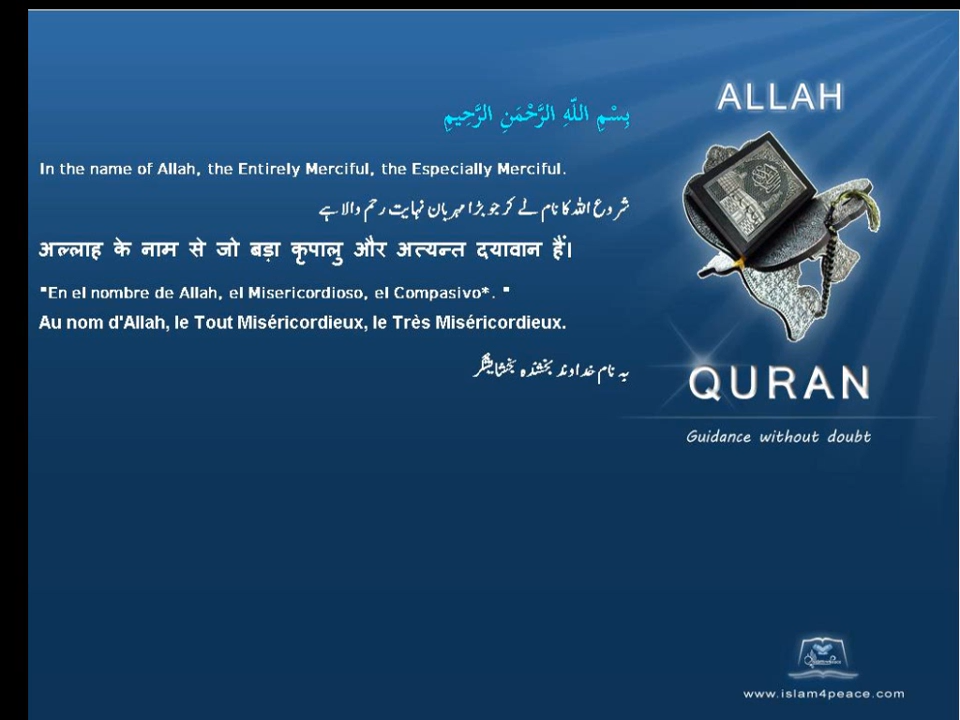 بِسْمِ اللّهِ الرَّحْمَنِ الرَّحِيمِ
In the name of Allah, the Entirely Merciful, the Especially Merciful.
شروع اللہ کا نام لے کر جو بڑا مہربان نہایت رحم والا ہے
अल्लाह के नाम से जो बड़ा कृपालु और अत्यन्त दयावान हैं।
"En el nombre de Allah, el Misericordioso, el Compasivo*. "
Au nom d'Allah, le Tout Miséricordieux, le Très Miséricordieux.
به نام خداوند بخشنده بخشایشگر
ALLAH
QURAN
Guidance without doubt
www.islam4peace.com